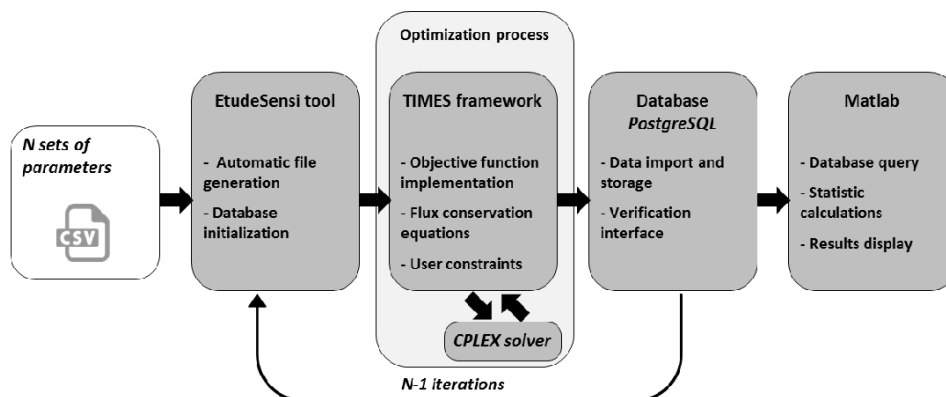 N sets of
parameters
CSV
EtudeSensi tool
- Automatic file
generation
- Database
initialization
Optimization process
TIMES framework
- Objective function
implementation
- Flux conservation
equations
- User constraints
CPLEX solver
Database
PostgreSQL
- Data import and
storage
- Verification
interface
Matlab
- Database query
- Statistic
calculations
- Results display
N-1 iterations